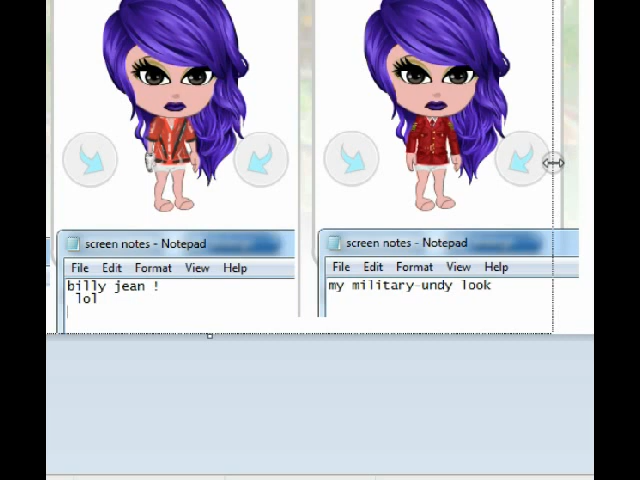 screen notes - Notepad
File Edit Format View Help
billy jean !
lol
screen notes - Notepad
File Edit Format View Help
my military-undy look